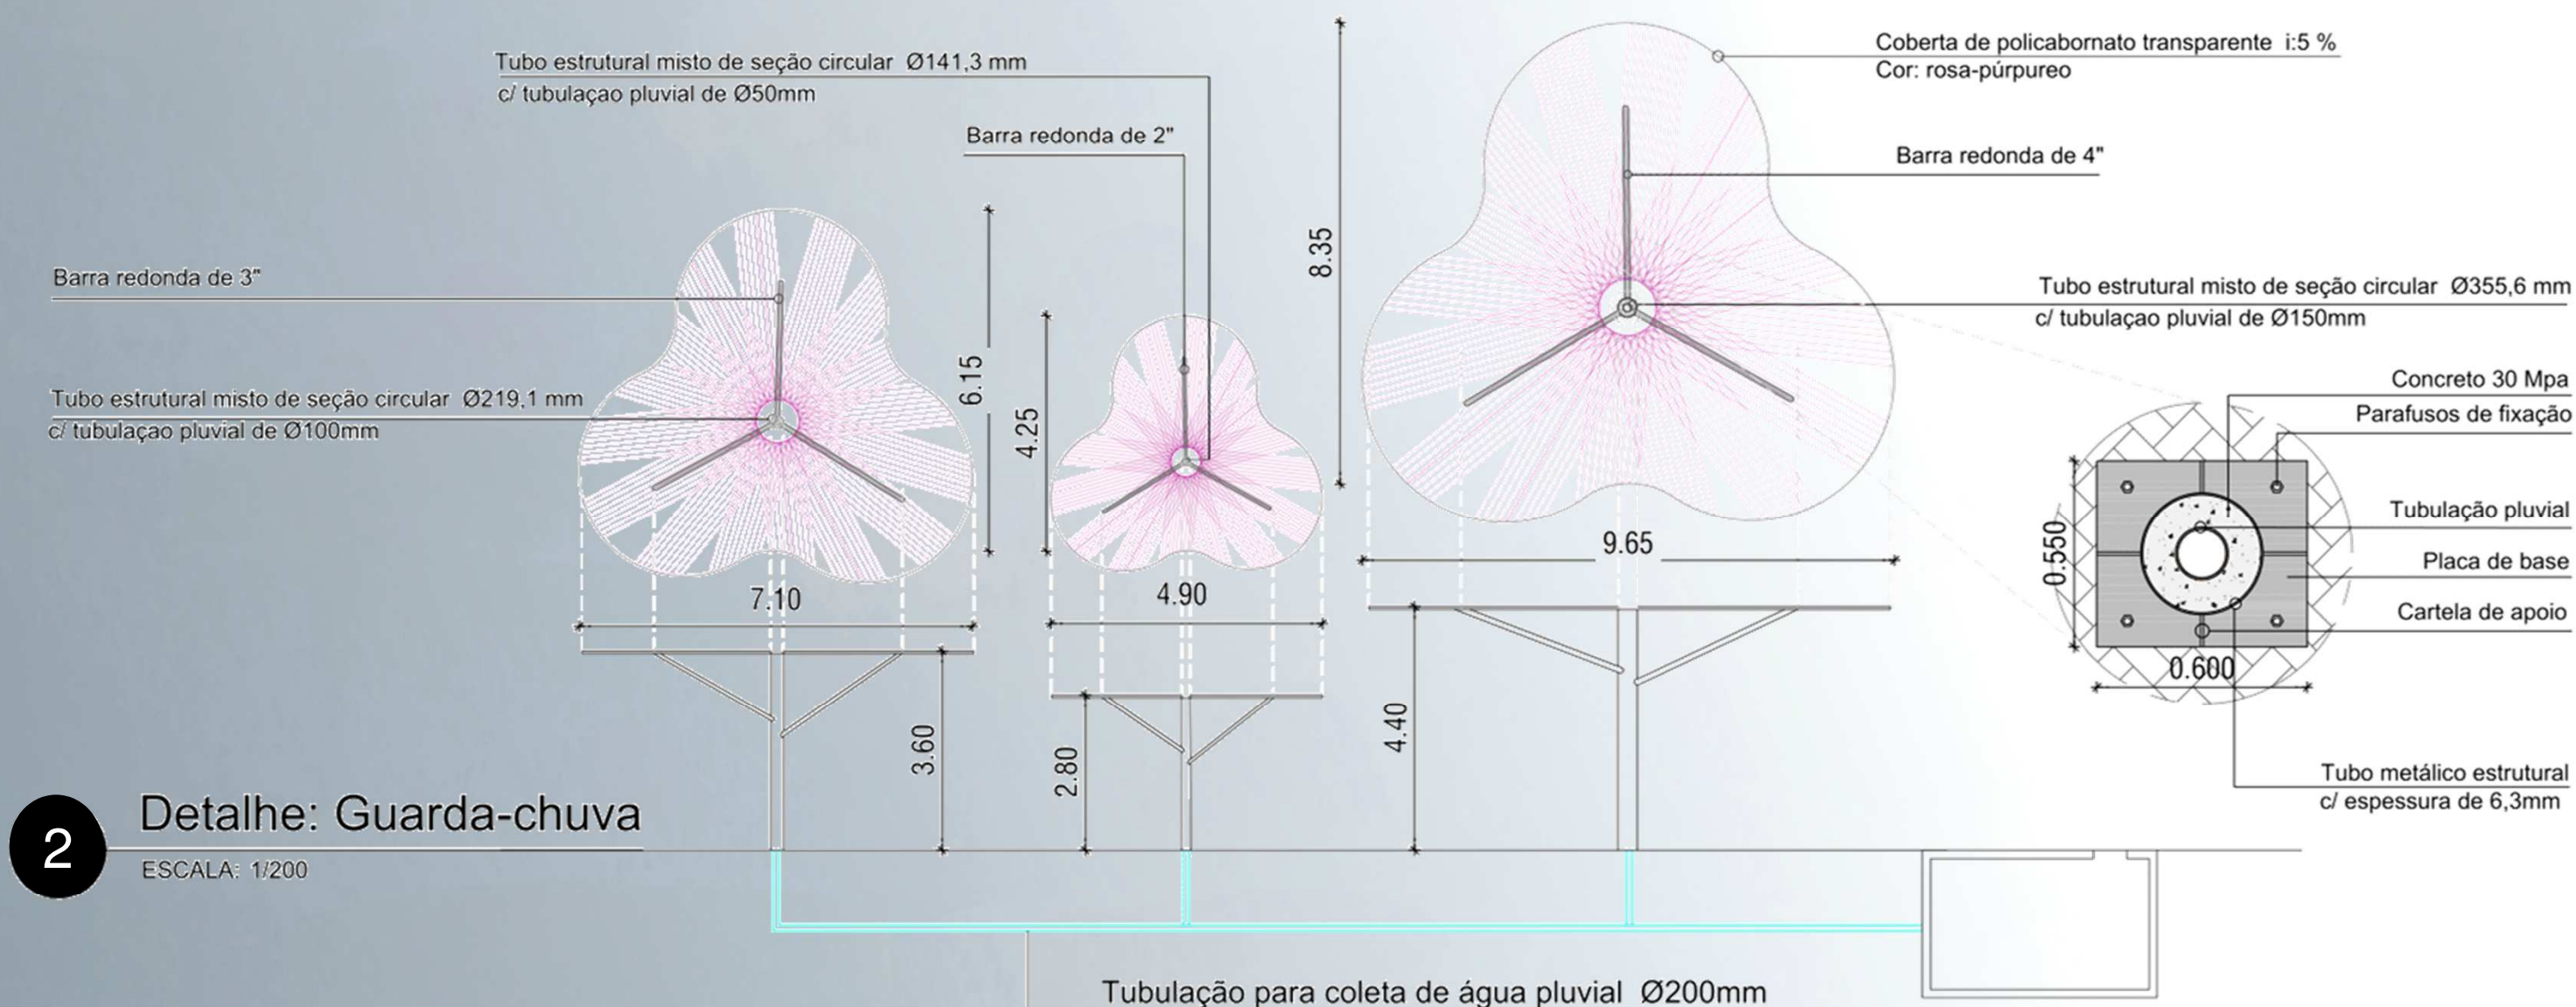 Tubo estrutural misto de seção circular Ø141,3 mm
c/ tubulaçao pluvial de Ø50mm
Barra redonda de 2"
Barra redonda de 3"
Tubo estrutural misto de seção circular Ø219,1 mm
c/ tubulaçao pluvial de Ø100mm
6.15
7.10
3.60
4.25
4.90
2.80
8.35
9.65
4.40
Coberta de policabornato transparente i:5 %
Cor: rosa-púrpureo
Barra redonda de 4"
Tubo estrutural misto de seção circular Ø355,6 mm
c/ tubulaçao pluvial de Ø150mm
Concreto 30 Mpa
Parafusos de fixação
Tubulação pluvial
Placa de base
Cartela de apoio
0.550
0.600
Tubo metálico estrutural
c/ espessura de 6,3mm
2
Detalhe: Guarda-chuva
ESCALA: 1/200
Tubulação para coleta de água pluvial Ø200mm